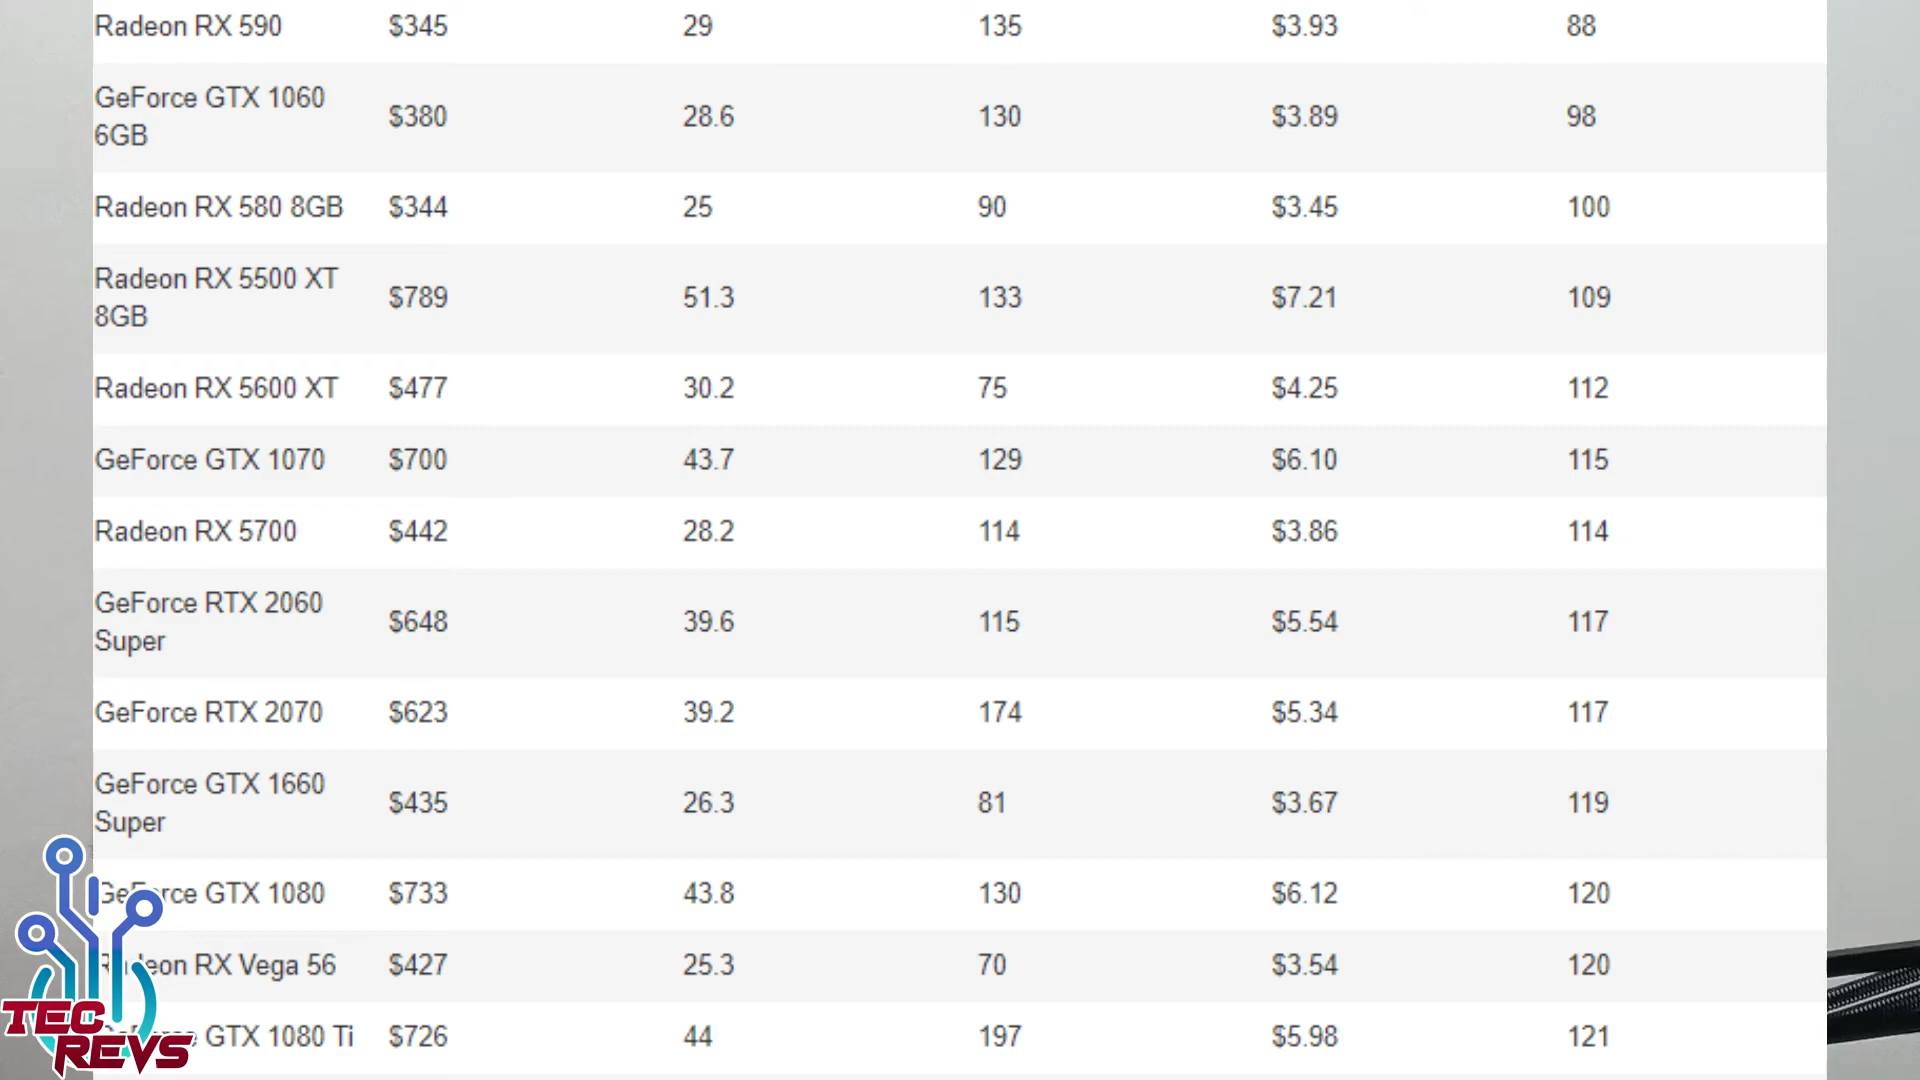 Radeon RX 590 $345 29 135 $3.93 88
GeForce GTX 1060
6GB $380 28.6 130 $3.89 98
Radeon RX 580 8GB $344 25 90 $3.45 100
Radeon RX 5500 XT
8GB $789 51.3 133 $7.21 109
Radeon RX 5600 XT $477 30.2 75 $4.25 112
GeForce GTX 1070 $700 43.7 129 $6.10 115
Radeon RX 5700 $442 28.2 114 $3.86 114
GeForce RTX 2060
Super $648 39.6 115 $5.54 117
GeForce RTX 2070 $623 39.2 174 $5.34 117
GeForce GTX 1660
Super $435 26.3 81 $3.67 119
GeForce GTX 1080 $733 43.8 130 $6.12 120
Radeon RX Vega 56 $427 25.3 70 $3.54 120
GTX 1080 Ti $726 44 197 $5.98 121
TEC
REVS